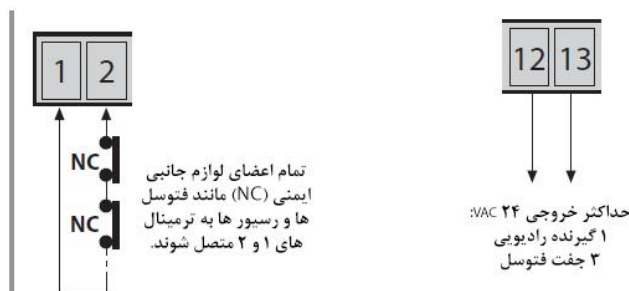 1 2
NC
NC
تمام اعضای لوازم جانبی
ایمنی (NC) مانند فتوسل
ها و رسیور ها به ترمینال
های ۱ و ۲ متصل شوند.
12 13
حداکثر خروجی ۲۴ VAC:
۱ گیرنده رادیویی
۳ جفت فتوسل